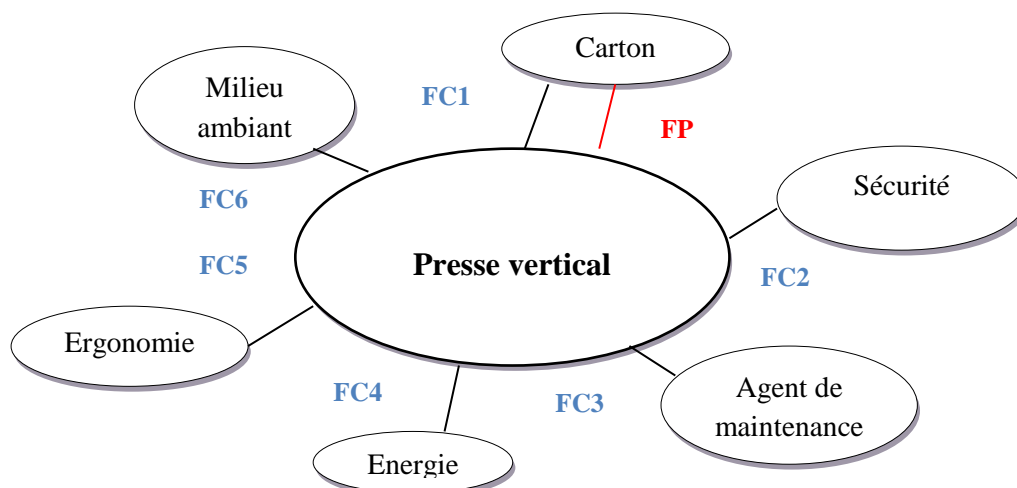 Carton
Milieu
ambiant
FC1
FP
Sécurité
FC6
FC5
Presse vertical
FC2
Ergonomie
FC4
FC3
Agent de
maintenance
Energie